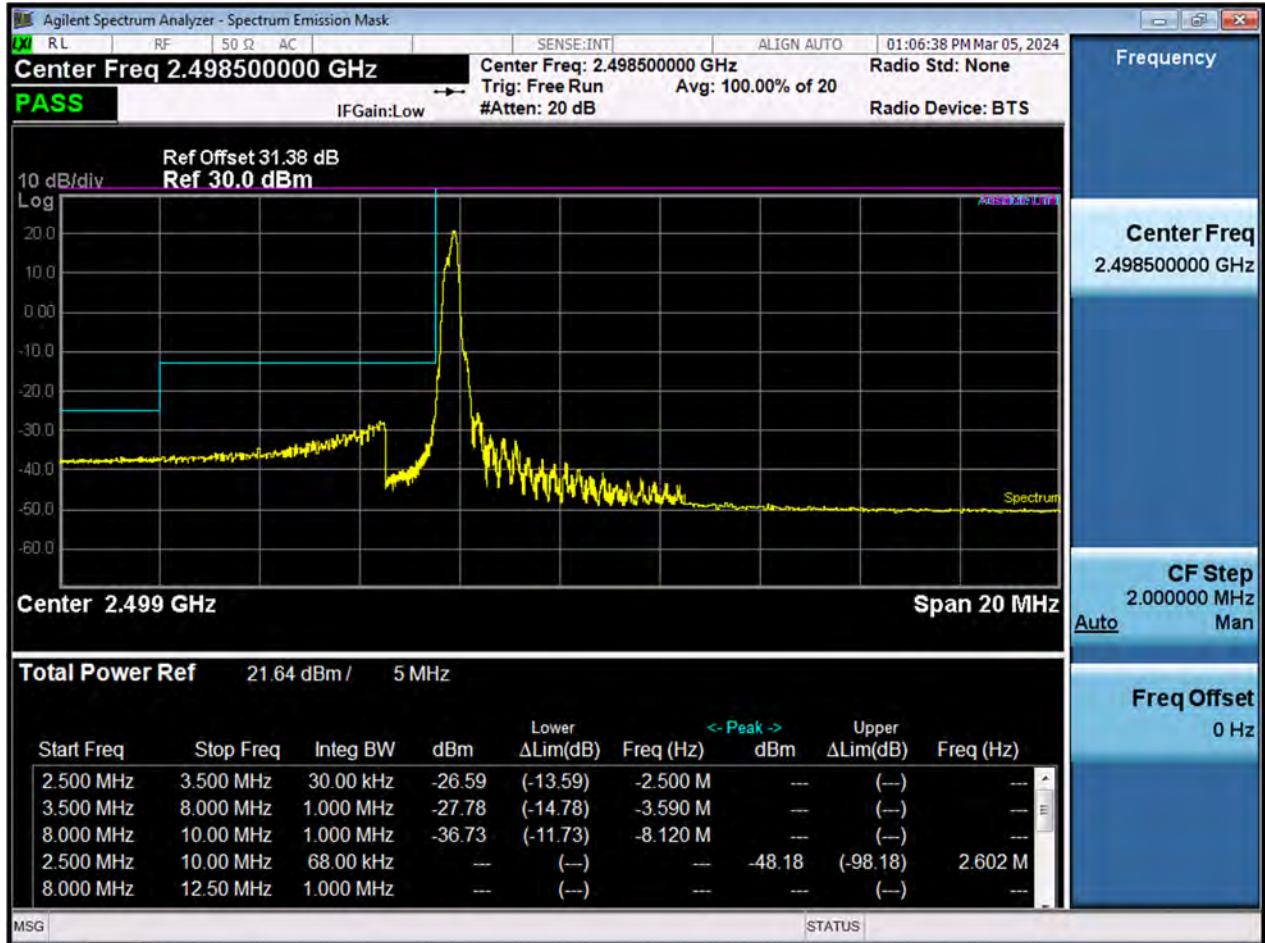 Agilent Spectrum Analyzer - Spectrum Emission Mask
LXI RL RF 50 Ω AC SENSE:INT ALIGN AUTO 01:06:38 PM Mar 05, 2024
Center Freq 2.498500000 GHz
Center Freq: 2.498500000 GHz
Radio Std: None
Trig: Free Run
Avg: 100.00% of 20
PASS
IFGain:Low
#Atten: 20 dB
Radio Device: BTS
Ref Offset 31.38 dB
10 dB/div Ref 30.0 dBm
Log
Absolute Limit
20.0
10.0
0.00
-10.0
-20.0
-30.0
-40.0
-50.0
-60.0
Spectrum
Center 2.499 GHz Span 20 MHz
Total Power Ref 21.64 dBm / 5 MHz
Lower <- Peak -> Upper
Start Freq Stop Freq Integ BW dBm ΔLim(dB) Freq (Hz) dBm ΔLim(dB) Freq (Hz)
2.500 MHz 3.500 MHz 30.00 kHz -26.59 (-13.59) -2.500 M --- (---) ---
3.500 MHz 8.000 MHz 1.000 MHz -27.78 (-14.78) -3.590 M --- (---) ---
8.000 MHz 10.00 MHz 1.000 MHz -36.73 (-11.73) -8.120 M --- (---) ---
2.500 MHz 10.00 MHz 68.00 kHz --- (---) --- -48.18 (-98.18) 2.602 M
8.000 MHz 12.50 MHz 1.000 MHz --- (---) --- --- (---) ---
MSG STATUS
Frequency
Center Freq
2.498500000 GHz
CF Step
2.000000 MHz
Auto Man
Freq Offset
0 Hz